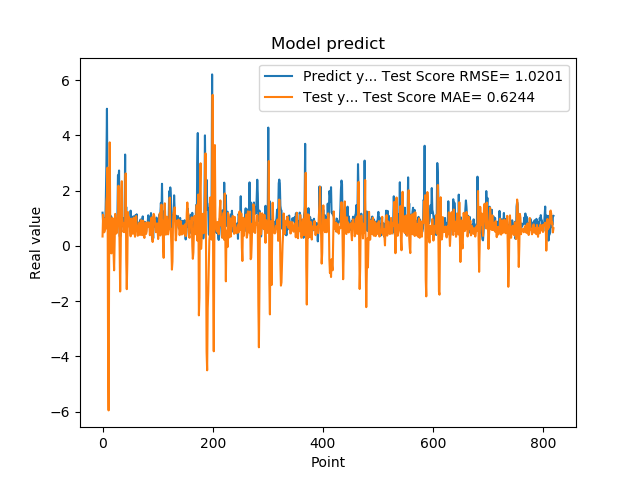 Model predict
Predict y... Test Score RMSE= 1.0201
Test y... Test Score MAE= 0.6244
Real value
6
4
2
0
−2
−4
−6
0 200 400 600 800
Point